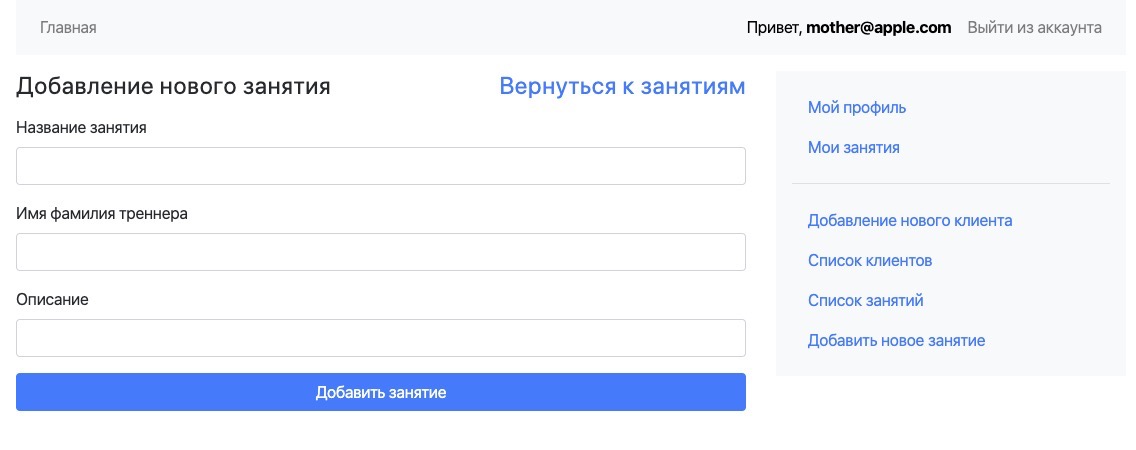 Главная
Привет, mother@apple.com
Выйти из аккаунта
Добавление нового занятия
Вернуться к занятиям
Название занятия
Имя фамилия треннера
Описание
Добавить занятие
Мой профиль
Мои занятия
Добавление нового клиента
Список клиентов
Список занятий
Добавить новое занятие